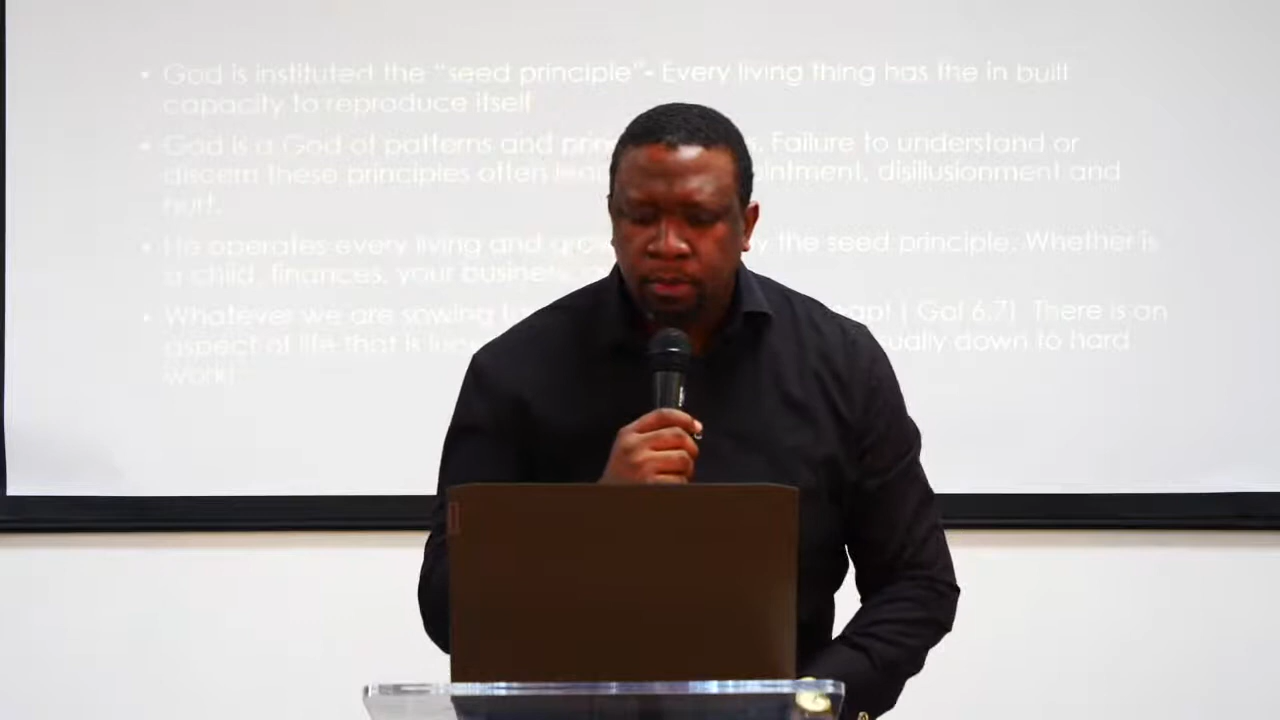 • God is instituted the “seed principle”- Every living thing has the in built
capacity to reproduce itself
• God is a God of patterns and Failure to understand or
discern these principles often disillusionment and
hurt.
• He operates every living and the seed principle. Whether is
a child, finances, your business
• Whatever we are sowing ( Gal 6:7). There is an
aspect of life that is down to hard
work!